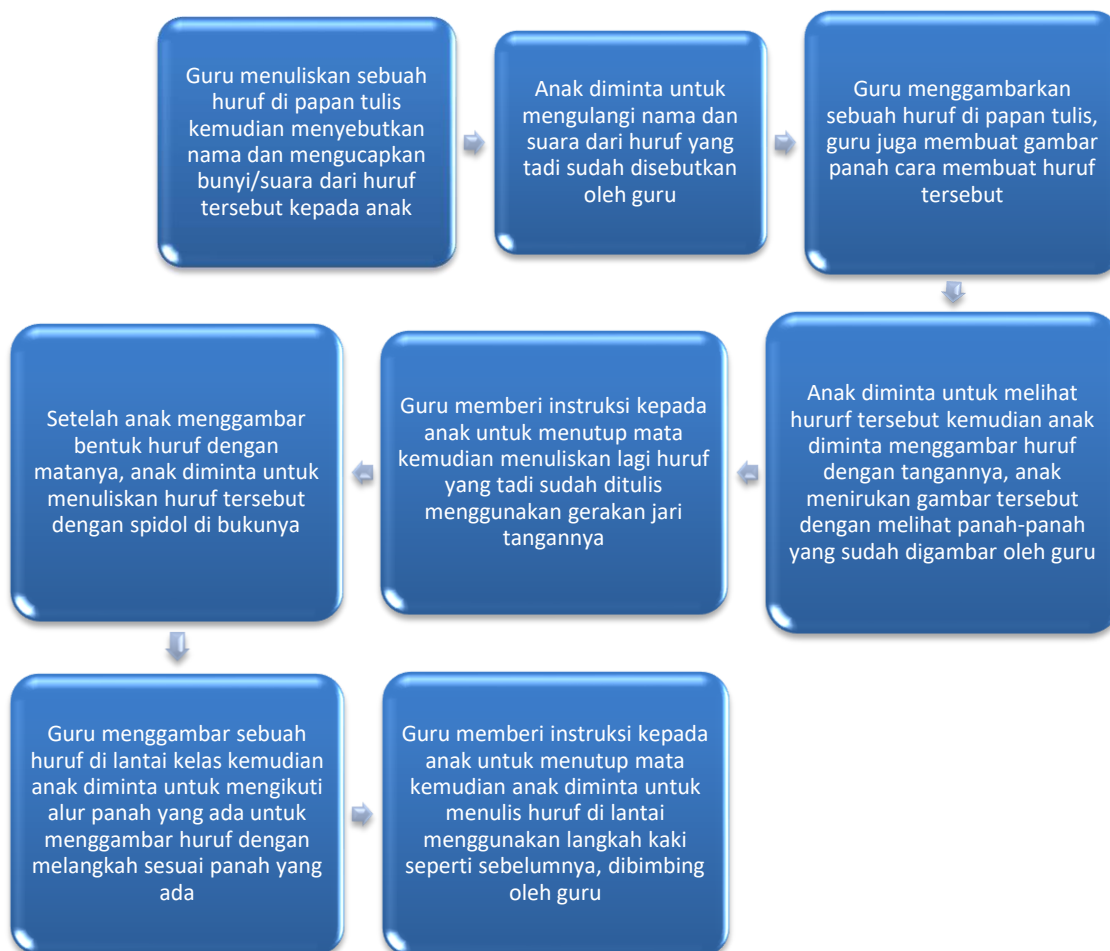 Guru menuliskan sebuah
huruf di papan tulis
kemudian menyebutkan
nama dan mengucapkan
bunyi/suara dari huruf
tersebut kepada anak
Anak diminta untuk
mengulangi nama dan
suara dari huruf yang
tadi sudah disebutkan
oleh guru
Guru menggambarkan
sebuah huruf di papan tulis,
guru juga membuat gambar
panah cara membuat huruf
tersebut
Anak diminta untuk melihat
hururf tersebut kemudian anak
diminta menggambar huruf
dengan tangannya, anak
menirukan gambar tersebut
dengan melihat panah-panah
yang sudah digambar oleh guru
Guru memberi instruksi kepada
anak untuk menutup mata
kemudian menuliskan lagi huruf
yang tadi sudah ditulis
menggunakan gerakan jari
tangannya
Setelah anak menggambar
bentuk huruf dengan
matanya, anak diminta untuk
menuliskan huruf tersebut
dengan spidol di bukunya
Guru menggambar sebuah
huruf di lantai kelas kemudian
anak diminta untuk mengikuti
alur panah yang ada untuk
menggambar huruf dengan
melangkah sesuai panah yang
ada
Guru memberi instruksi kepada
anak untuk menutup mata
kemudian anak diminta untuk
menulis huruf di lantai
menggunakan langkah kaki
seperti sebelumnya, dibimbing
oleh guru